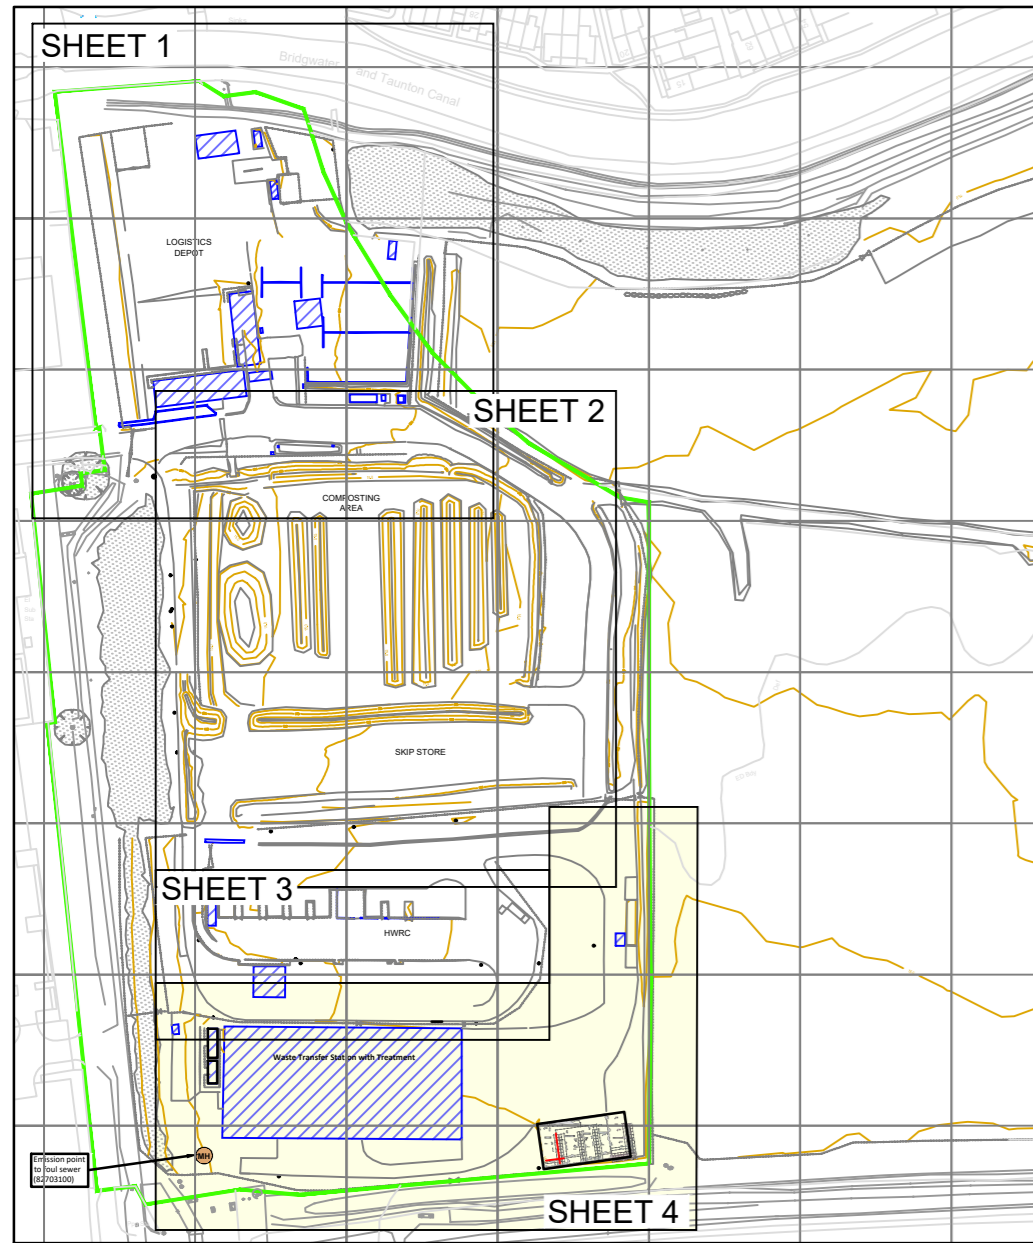 SHEET 1
Bridgwater and Taunton Canal
LOGISTICS
DEPOT
SHEET 2
COMPOSTING
AREA
SKIP STORE
SHEET 3
HWRC
Waste Transfer Station with Treatment
MH
Emission point
to foul sewer
(82703100)
SHEET 4